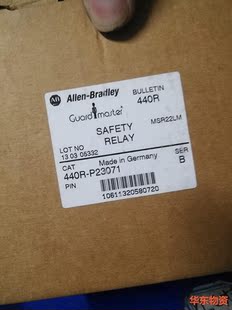 AB Allen-Bradley
BULLETIN
440R
Guardmaster
MSR22LM
SAFETY
RELAY
LOT NO
13 03 05332
CAT
Made in Germany
SER
440R-P23071
B
P/N
10611320580720
华东物资